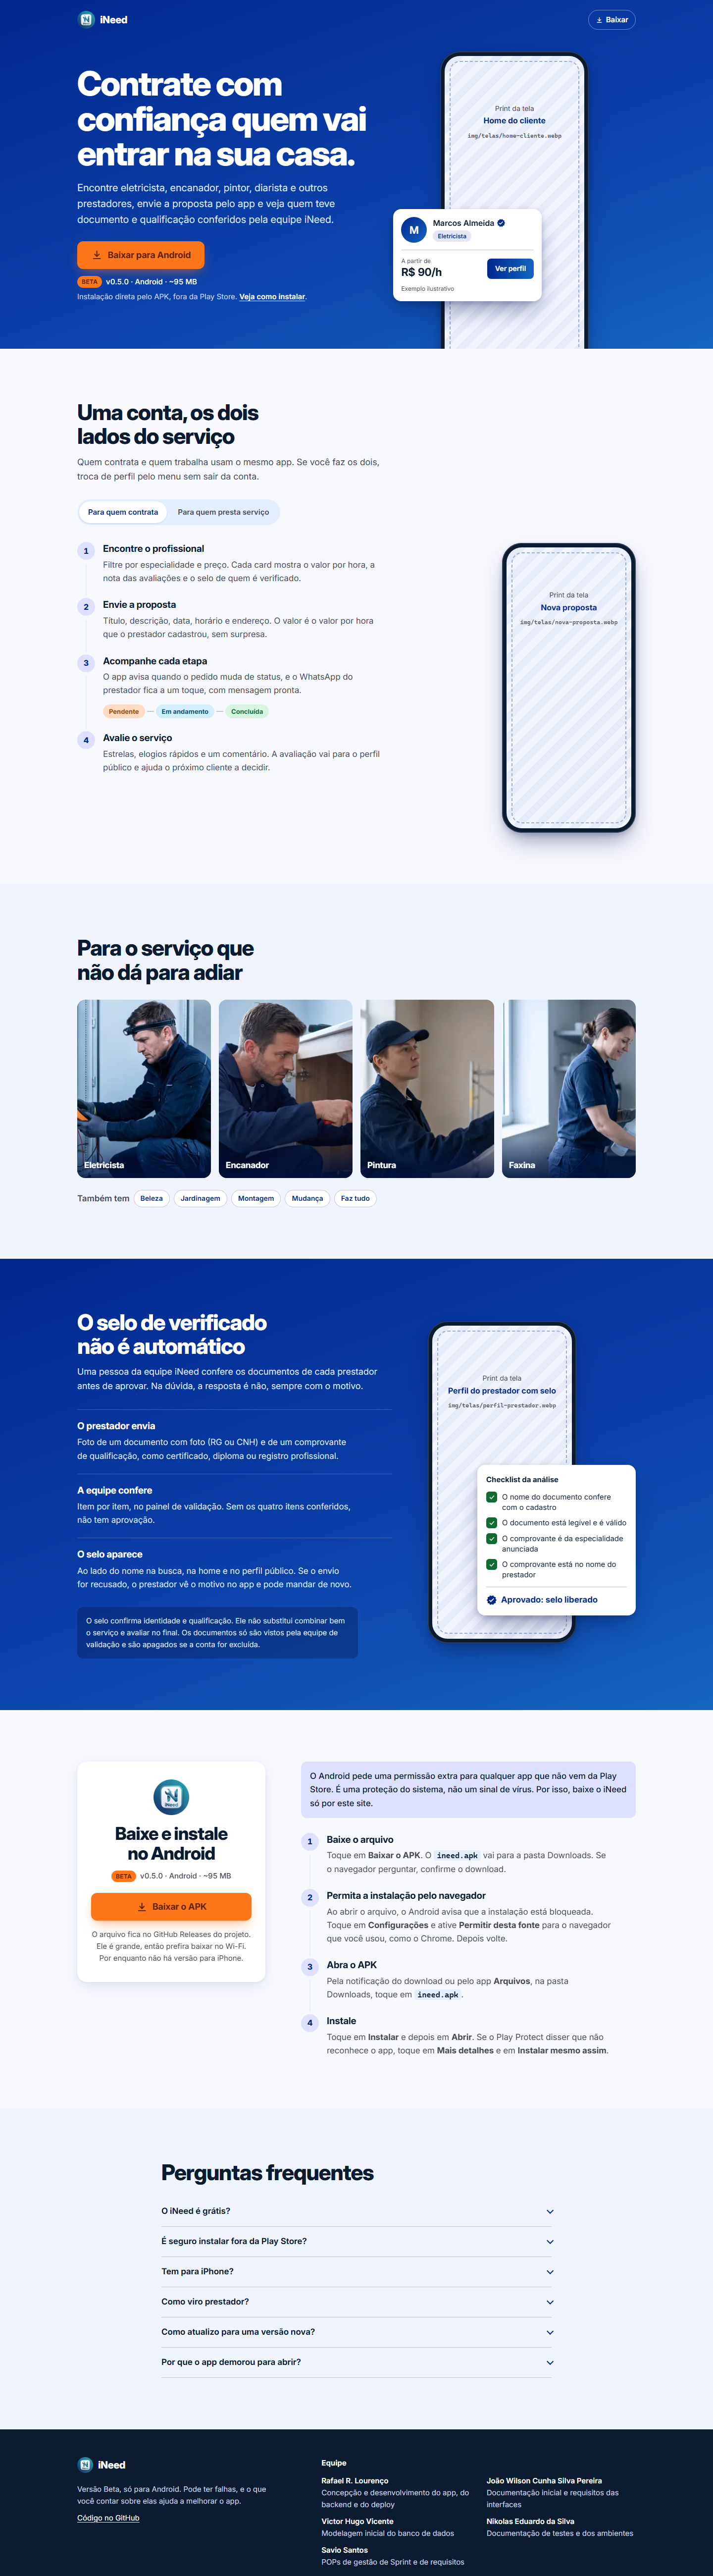 iNeed
Baixar
Contrate com
confiança quem vai
entrar na sua casa.
Encontre eletricista, encanador, pintor, diarista e outros
prestadores, envie a proposta pelo app e veja quem teve
documento e qualificação conferidos pela equipe iNeed.
Baixar para Android
BETA v0.5.0 · Android · ~95 MB
Instalação direta pelo APK, fora da Play Store. Veja como instalar.
Print da tela
Home do cliente
img/telas/home-cliente.webp
M
Marcos Almeida
Eletricista
A partir de
R$ 90/h
Ver perfil
Exemplo ilustrativo
Uma conta, os dois
lados do serviço
Quem contrata e quem trabalha usam o mesmo app. Se você faz os dois,
troca de perfil pelo menu sem sair da conta.
Para quem contrata
Para quem presta serviço
1 Encontre o profissional
Filtre por especialidade e preço. Cada card mostra o valor por hora, a
nota das avaliações e o selo de quem é verificado.
2 Envie a proposta
Título, descrição, data, horário e endereço. O valor é o valor por hora
que o prestador cadastrou, sem surpresa.
3 Acompanhe cada etapa
O app avisa quando o pedido muda de status, e o WhatsApp do
prestador fica a um toque, com mensagem pronta.
Pendente — Em andamento — Concluída
4 Avalie o serviço
Estrelas, elogios rápidos e um comentário. A avaliação vai para o perfil
público e ajuda o próximo cliente a decidir.
Print da tela
Nova proposta
img/telas/nova-proposta.webp
Para o serviço que
não dá para adiar
Eletricista
Encanador
Pintura
Faxina
Também tem
Beleza
Jardinagem
Montagem
Mudança
Faz tudo
O selo de verificado
não é automático
Uma pessoa da equipe iNeed confere os documentos de cada prestador
antes de aprovar. Na dúvida, a resposta é não, sempre com o motivo.
O prestador envia
Foto de um documento com foto (RG ou CNH) e de um comprovante
de qualificação, como certificado, diploma ou registro profissional.
A equipe confere
Item por item, no painel de validação. Sem os quatro itens conferidos,
não tem aprovação.
O selo aparece
Ao lado do nome na busca, na home e no perfil público. Se o envio
for recusado, o prestador vê o motivo no app e pode mandar de novo.
O selo confirma identidade e qualificação. Ele não substitui combinar bem
o serviço e avaliar no final. Os documentos só são vistos pela equipe de
validação e são apagados se a conta for excluída.
Print da tela
Perfil do prestador com selo
img/telas/perfil-prestador.webp
Checklist da análise
O nome do documento confere
com o cadastro
O documento está legível e é válido
O comprovante é da especialidade
anunciada
O comprovante está no nome do
prestador
Aprovado: selo liberado
iNeed
Baixe e instale
no Android
BETA v0.5.0 · Android · ~95 MB
Baixar o APK
O arquivo fica no GitHub Releases do projeto.
Ele é grande, então prefira baixar no Wi-Fi.
Por enquanto não há versão para iPhone.
O Android pede uma permissão extra para qualquer app que não vem da Play
Store. É uma proteção do sistema, não um sinal de vírus. Por isso, baixe o iNeed
só por este site.
1 Baixe o arquivo
Toque em Baixar o APK. O ineed.apk vai para a pasta Downloads. Se
o navegador perguntar, confirme o download.
2 Permita a instalação pelo navegador
Ao abrir o arquivo, o Android avisa que a instalação está bloqueada.
Toque em Configurações e ative Permitir desta fonte para o navegador
que você usou, como o Chrome. Depois volte.
3 Abra o APK
Pela notificação do download ou pelo app Arquivos, na pasta
Downloads, toque em ineed.apk.
4 Instale
Toque em Instalar e depois em Abrir. Se o Play Protect disser que não
reconhece o app, toque em Mais detalhes e em Instalar mesmo assim.
Perguntas frequentes
O iNeed é grátis?
É seguro instalar fora da Play Store?
Tem para iPhone?
Como viro prestador?
Como atualizo para uma versão nova?
Por que o app demorou para abrir?
iNeed
Versão Beta, só para Android. Pode ter falhas, e o que
você contar sobre elas ajuda a melhorar o app.
Código no GitHub
Equipe
Rafael R. Lourenço
Concepção e desenvolvimento do app, do
backend e do deploy
Victor Hugo Vicente
Modelagem inicial do banco de dados
Savio Santos
POPs de gestão de Sprint e de requisitos
João Wilson Cunha Silva Pereira
Documentação inicial e requisitos das
interfaces
Nikolas Eduardo da Silva
Documentação de testes e dos ambientes